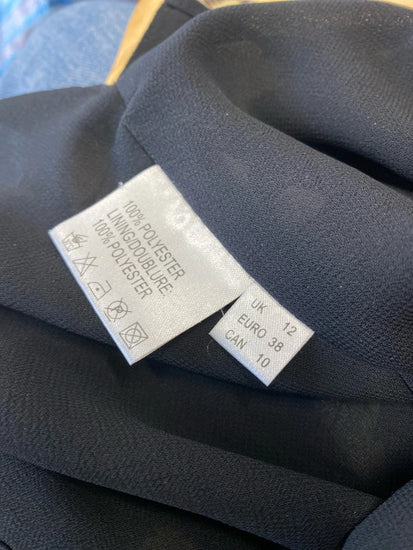 100% POLYESTER
LINING/DOUBLURE:
100% POLYESTER
UK 12
EURO 38
CAN 10